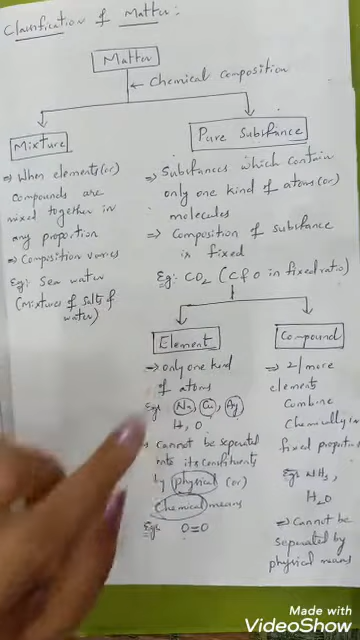 Classification of Matter:
Matter
← Chemical composition
Mixture
⇒ When elements (or)
compounds are
mixed together in
any proportion
⇒ Composition varies
Eg: Sea water
(Mixtures of salts &
water)
Pure Substance
⇒ Substances which contain
only one kind of atoms (or)
molecules
⇒ Composition of substance
is fixed
Eg:- CO2 (C & O in fixed ratio)
Element
⇒ only one kind
of atoms
Eg: Na, Cu, Ag
H, O
Cannot be separated
into its constituents
by physical (or)
chemical means
Eg: O=O
Compound
⇒ 2/more
elements
Combine
Chemically in
fixed proportion
Eg: NH3,
H2O
⇒ Cannot be
separated by
physical means
Made with
VideoShow